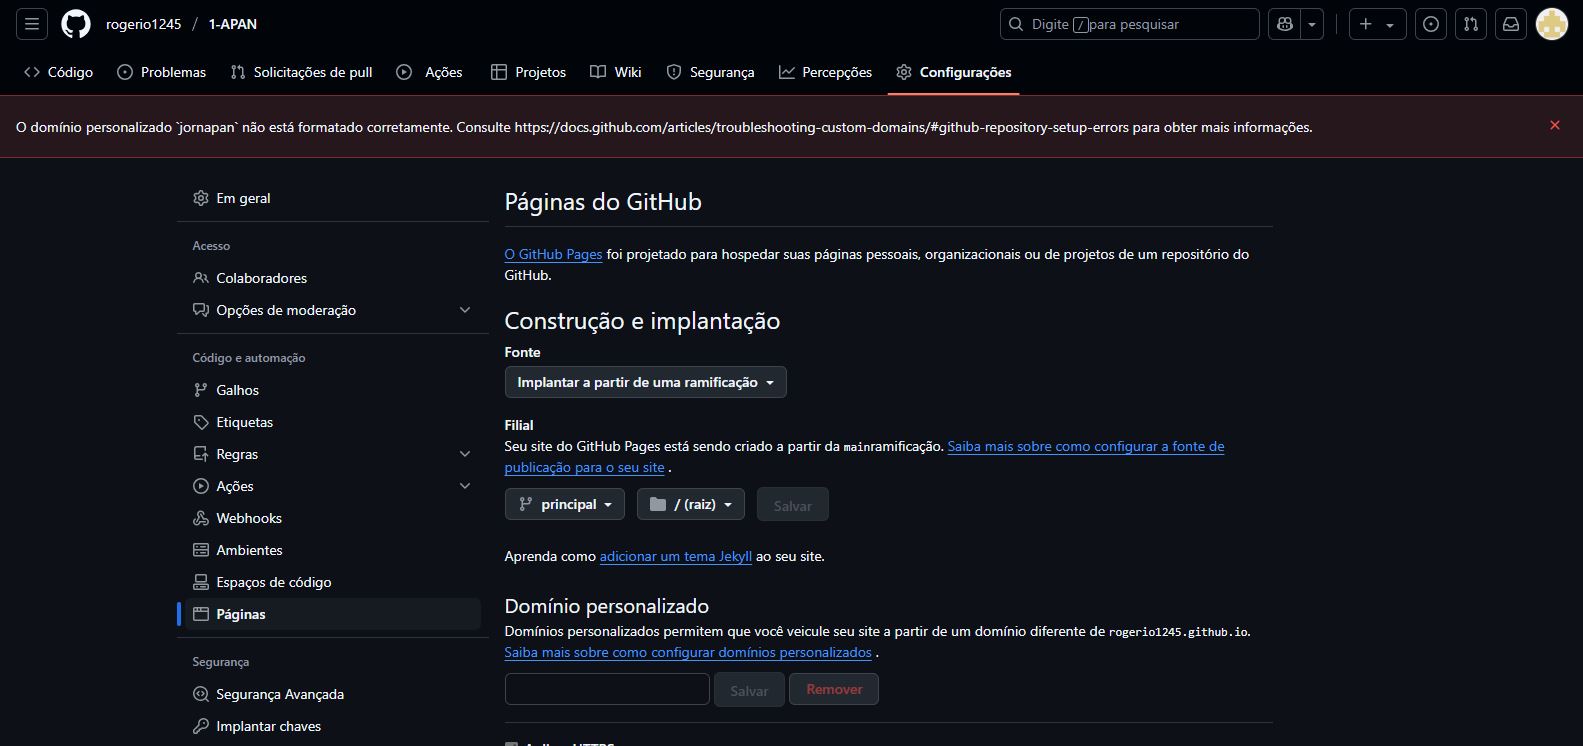 rogerio1245 / 1-APAN
Digite / para pesquisar
Código
Problemas
Solicitações de pull
Ações
Projetos
Wiki
Segurança
Percepções
Configurações
O domínio personalizado `jornapan` não está formatado corretamente. Consulte https://docs.github.com/articles/troubleshooting-custom-domains/#github-repository-setup-errors para obter mais informações.
Em geral
Acesso
Colaboradores
Opções de moderação
Código e automação
Galhos
Etiquetas
Regras
Ações
Webhooks
Ambientes
Espaços de código
Páginas
Segurança
Segurança Avançada
Implantar chaves
Páginas do GitHub
O GitHub Pages foi projetado para hospedar suas páginas pessoais, organizacionais ou de projetos de um repositório do
GitHub.
Construção e implantação
Fonte
Implantar a partir de uma ramificação
Filial
Seu site do GitHub Pages está sendo criado a partir da mainramificação. Saiba mais sobre como configurar a fonte de
publicação para o seu site .
principal
/ (raiz)
Salvar
Aprenda como adicionar um tema Jekyll ao seu site.
Domínio personalizado
Domínios personalizados permitem que você veicule seu site a partir de um domínio diferente de rogerio1245.github.io.
Saiba mais sobre como configurar domínios personalizados .
Salvar
Remover